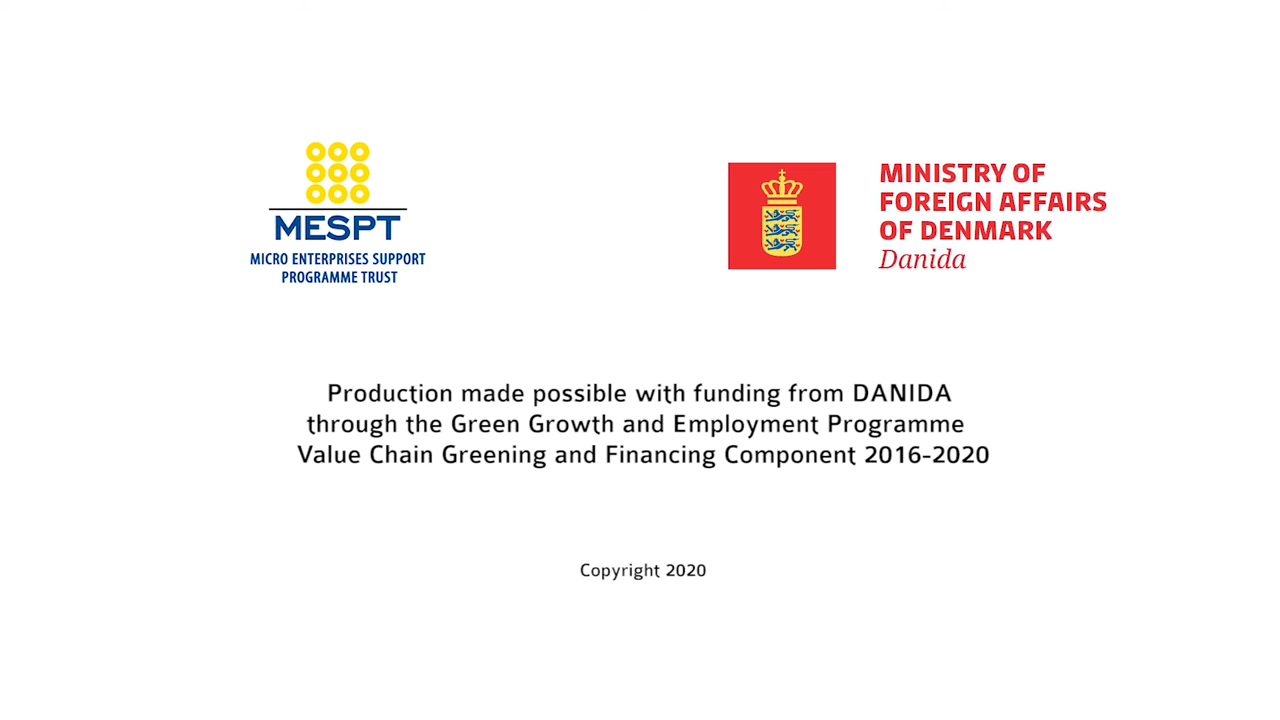 MESPT
MICRO ENTERPRISES SUPPORT
PROGRAMME TRUST
MINISTRY OF
FOREIGN AFFAIRS
OF DENMARK
Danida
Production made possible with funding from DANIDA
through the Green Growth and Employment Programme
Value Chain Greening and Financing Component 2016-2020
Copyright 2020